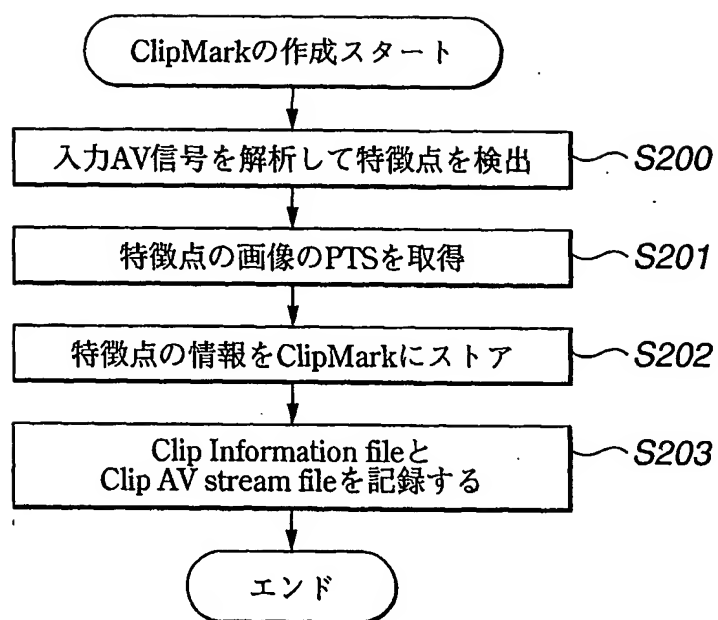 ClipMarkの作成スタート
入力AV信号を解析して特徴点を検出
S200
特徴点の画像のPTSを取得
S201
特徴点の情報をClipMarkにストア
S202
Clip Information fileと
Clip AV stream fileを記録する
S203
エンド